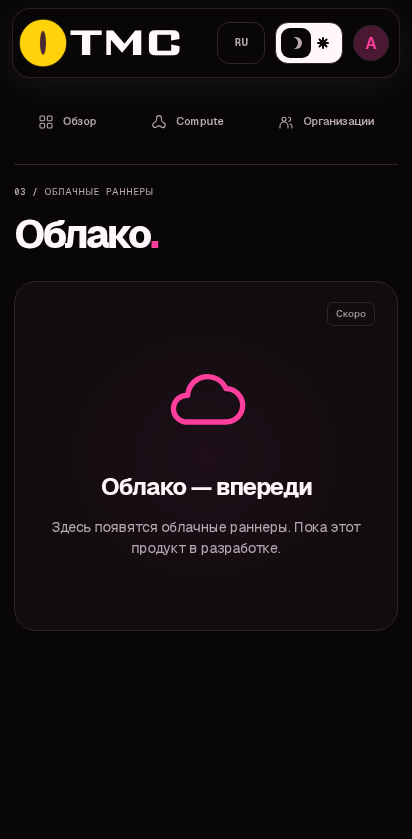 TMC
RU
A
Обзор
Compute
Организации
03 / ОБЛАЧНЫЕ РАННЕРЫ
Облако.
Скоро
Облако — впереди
Здесь появятся облачные раннеры. Пока этот
продукт в разработке.